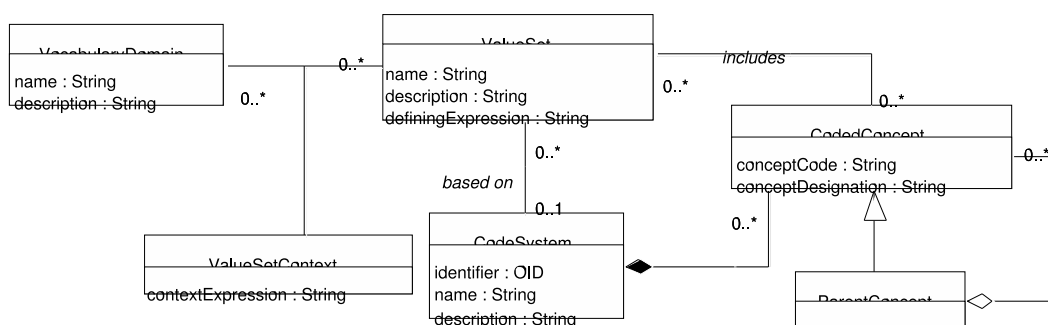 VocabularyDomain
name : String
description : String
0..*
0..*
ValueSet
name : String
description : String
definingExpression : String
includes
0..*
0..*
CodedConcept
conceptCode : String
conceptDesignation : String
0..*
0..*
based on
0..*
0..1
ValueSetContext
contextExpression : String
CodeSystem
identifier : OID
name : String
description : String
ParentConcept